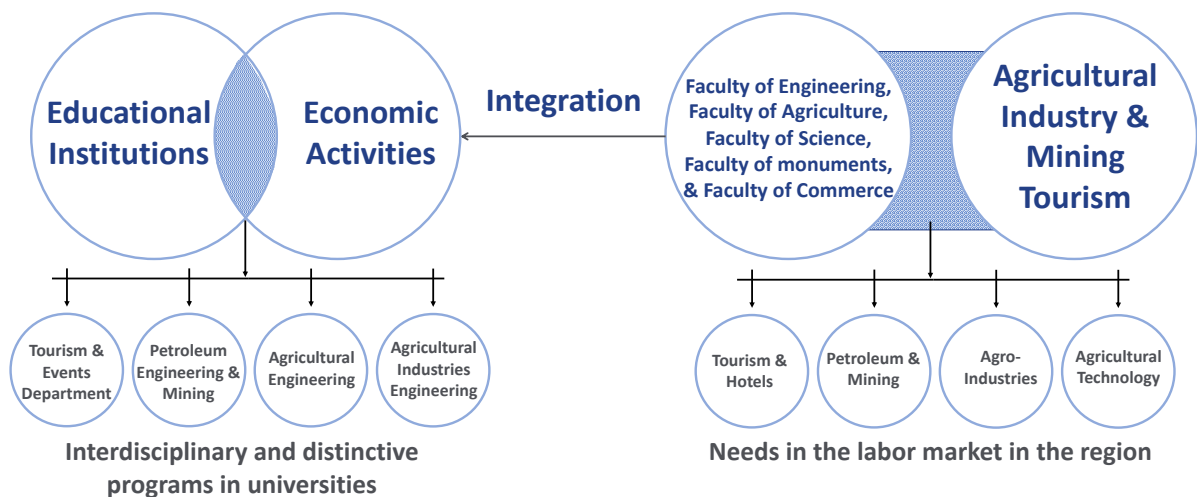 Educational
Institutions
Economic
Activities
Integration
Faculty of Engineering,
Faculty of Agriculture,
Faculty of Science,
Faculty of monuments,
& Faculty of Commerce
Agricultural
Industry &
Mining
Tourism
Tourism &
Events
Department
Petroleum
Engineering &
Mining
Agricultural
Engineering
Agricultural
Industries
Engineering
Interdisciplinary and distinctive
programs in universities
Tourism &
Hotels
Petroleum &
Mining
Agro-
Industries
Agricultural
Technology
Needs in the labor market in the region